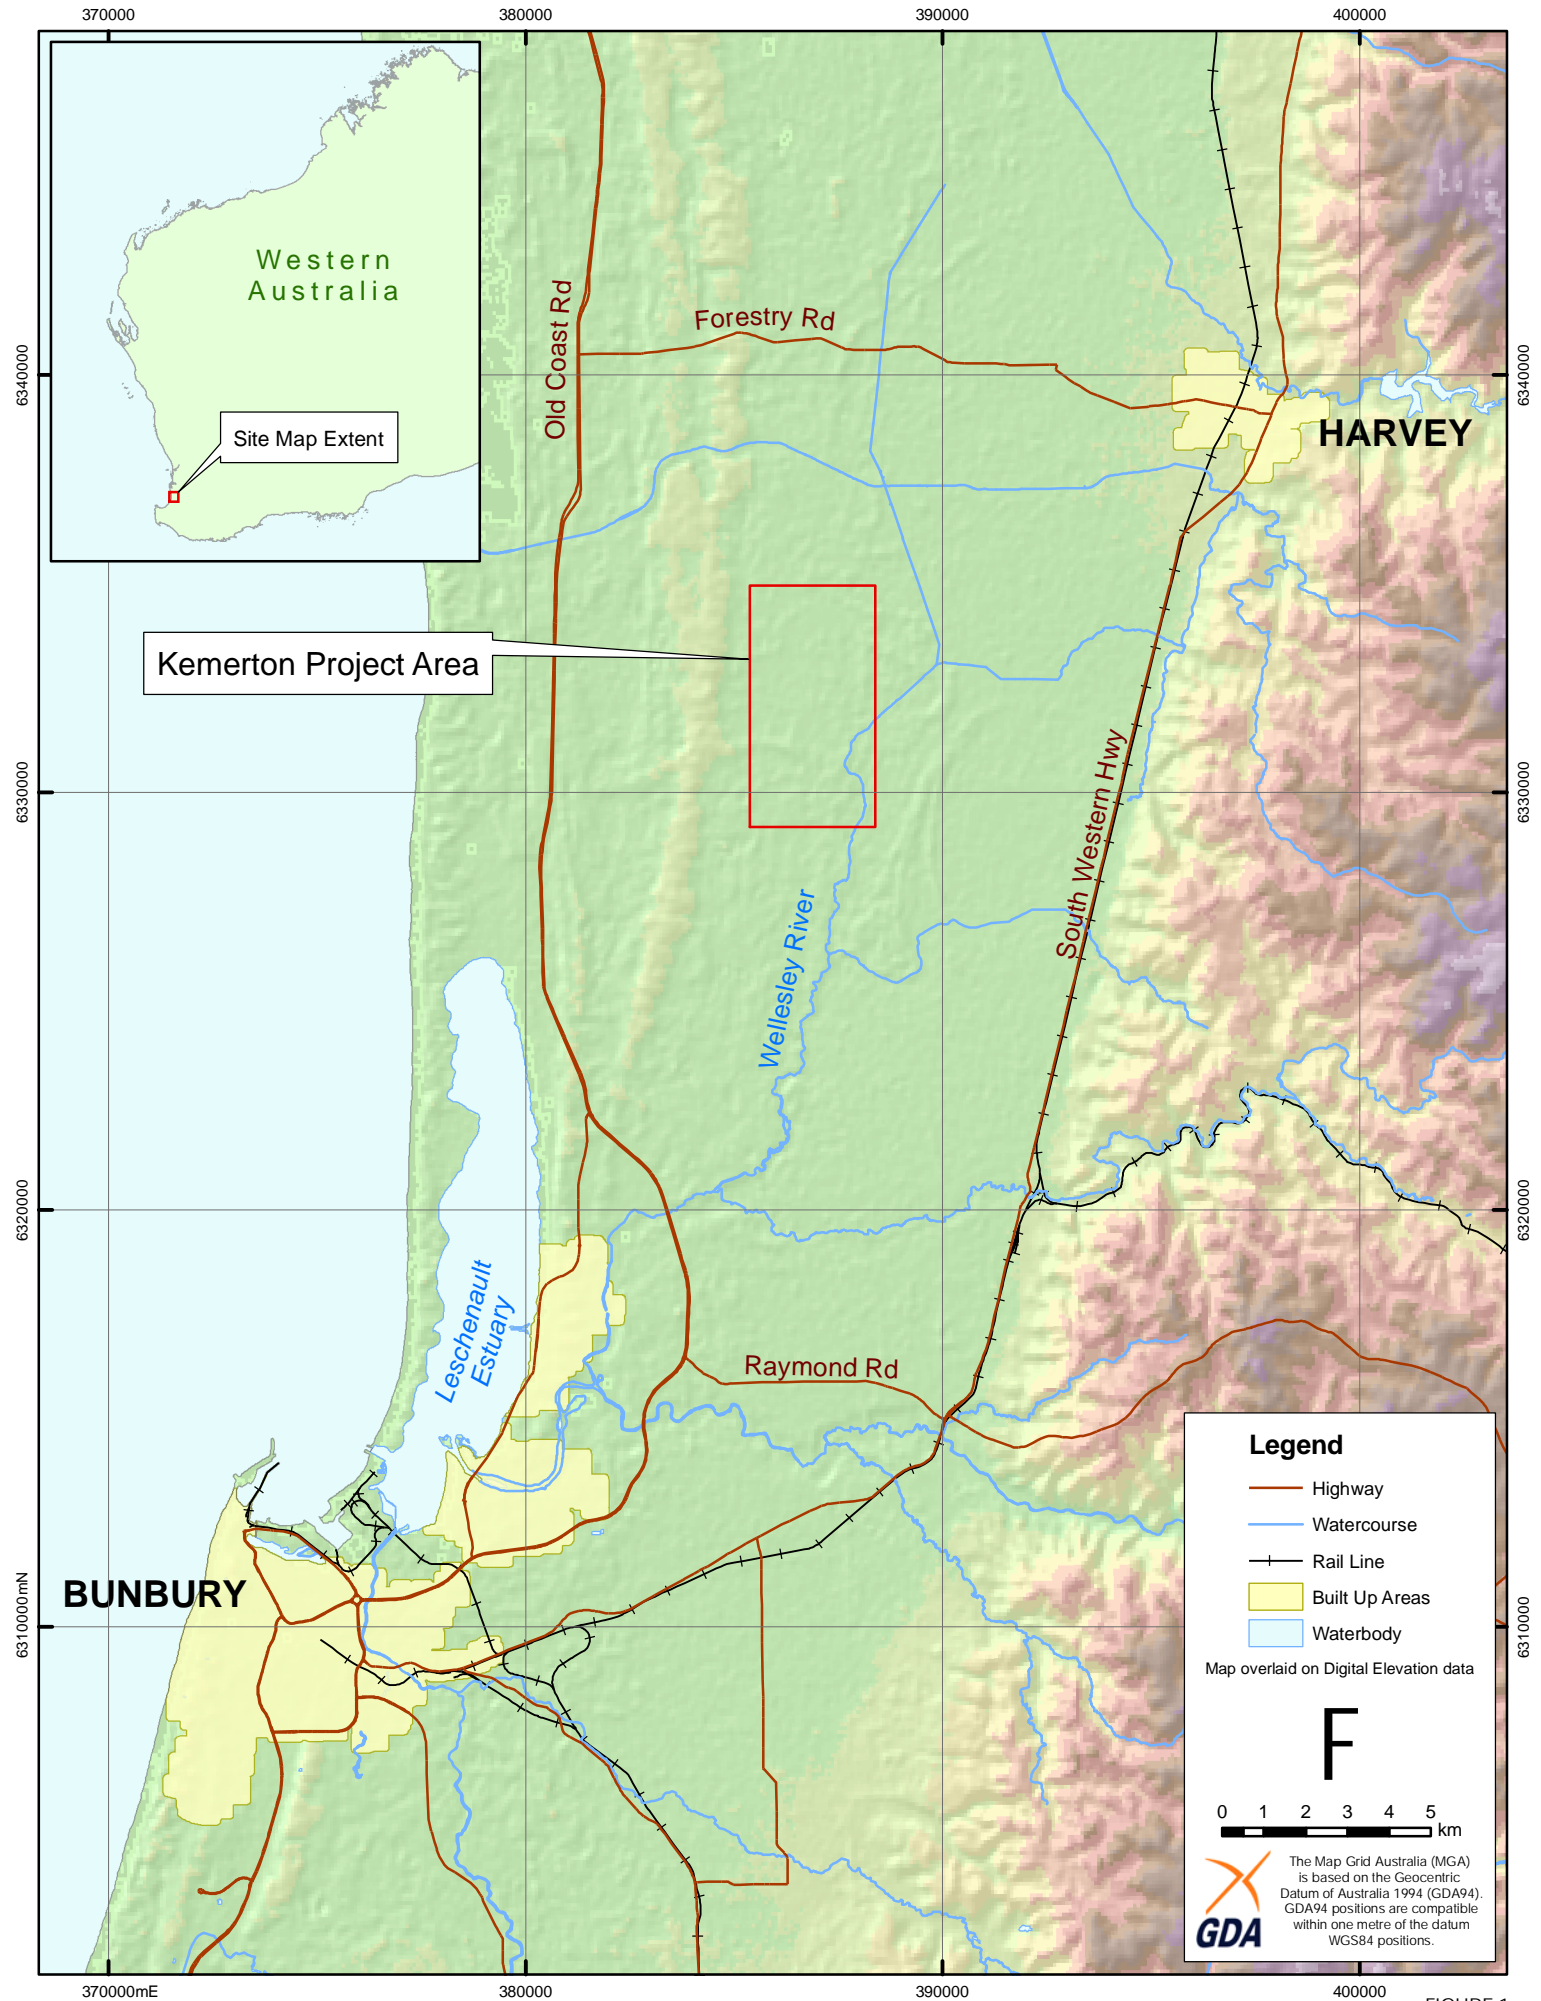 370000
380000
390000
400000
Western
Australia
Site Map Extent
Old Coast Rd
Forestry Rd
6340000
6340000
HARVEY
Kemerton Project Area
South Western Hwy
6330000
6330000
Wellesley River
6320000
6320000
Leschenault
Estuary
Raymond Rd
BUNBURY
6310000mN
6310000
Legend
Highway
Watercourse
Rail Line
Built Up Areas
Waterbody
Map overlaid on Digital Elevation data
F
0 1 2 3 4 5
km
GDA
The Map Grid Australia (MGA)
is based on the Geocentric
Datum of Australia 1994 (GDA94).
GDA94 positions are compatible
within one metre of the datum
WGS84 positions.
370000mE
380000
390000
400000